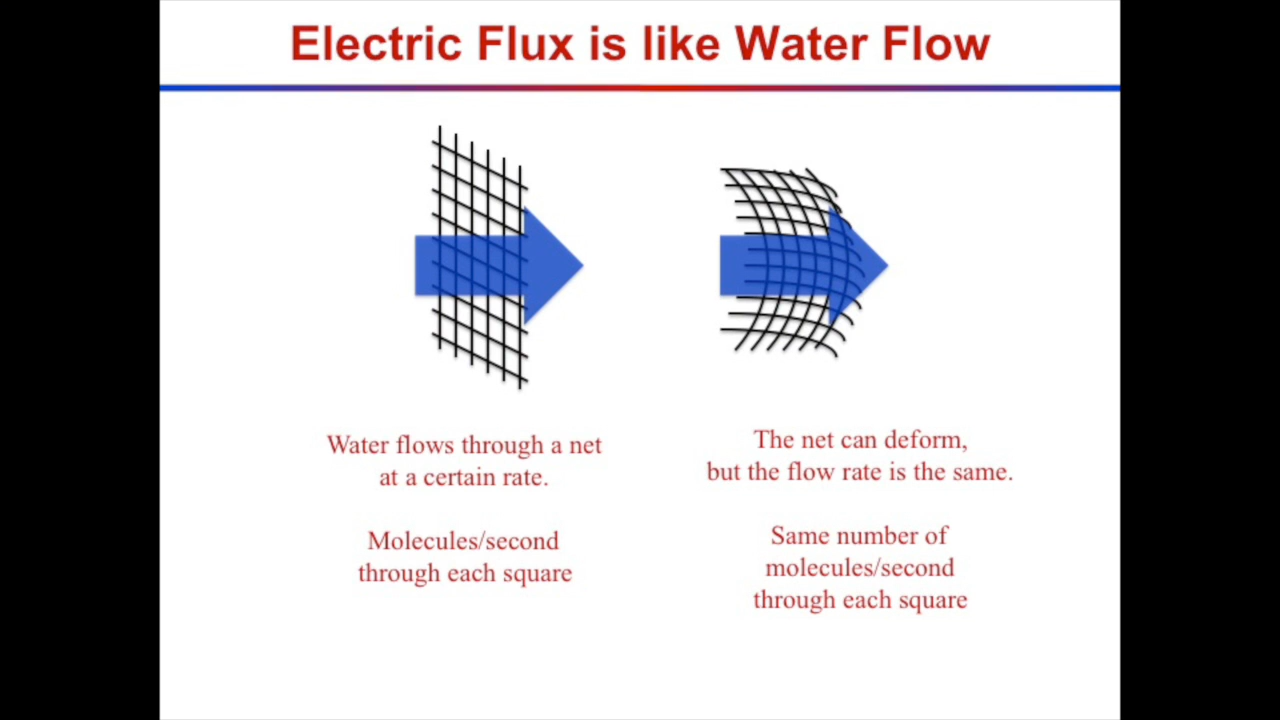 Electric Flux is like Water Flow
Water flows through a net
at a certain rate.
Molecules/second
through each square
The net can deform,
but the flow rate is the same.
Same number of
molecules/second
through each square